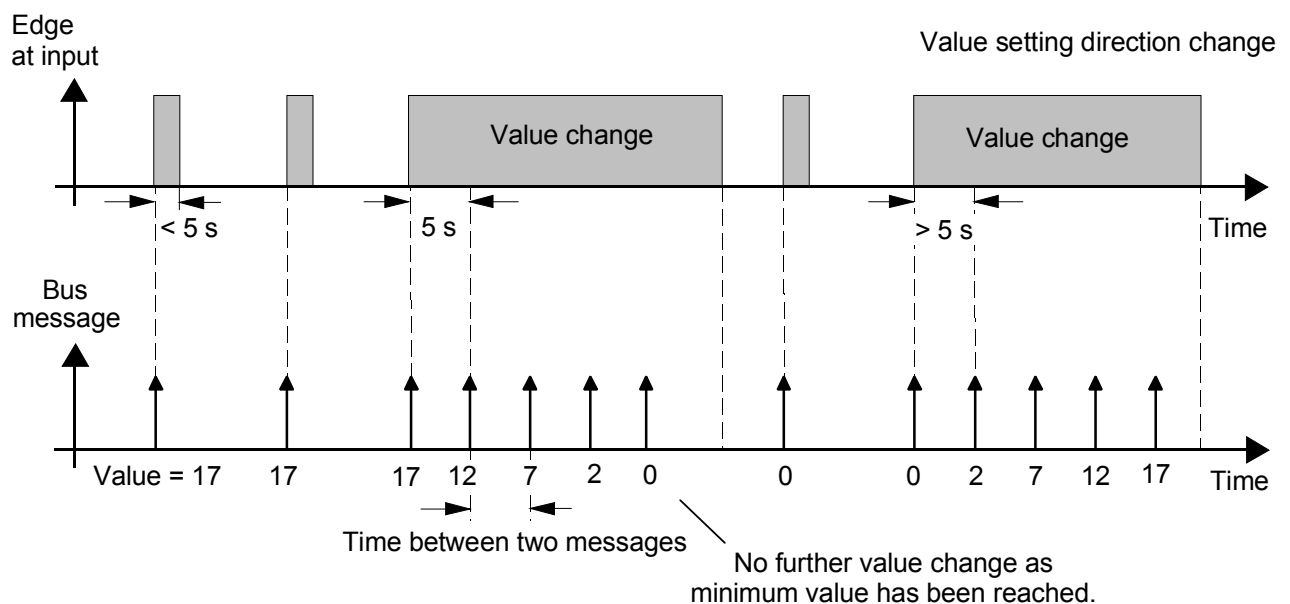 Edge
at input
Value setting direction change
Value change
Value change
< 5 s
5 s
> 5 s
Time
Bus
message
Value = 17
17
17
12
7
2
0
0
0
2
7
12
17
Time
Time between two messages
No further value change as
minimum value has been reached.